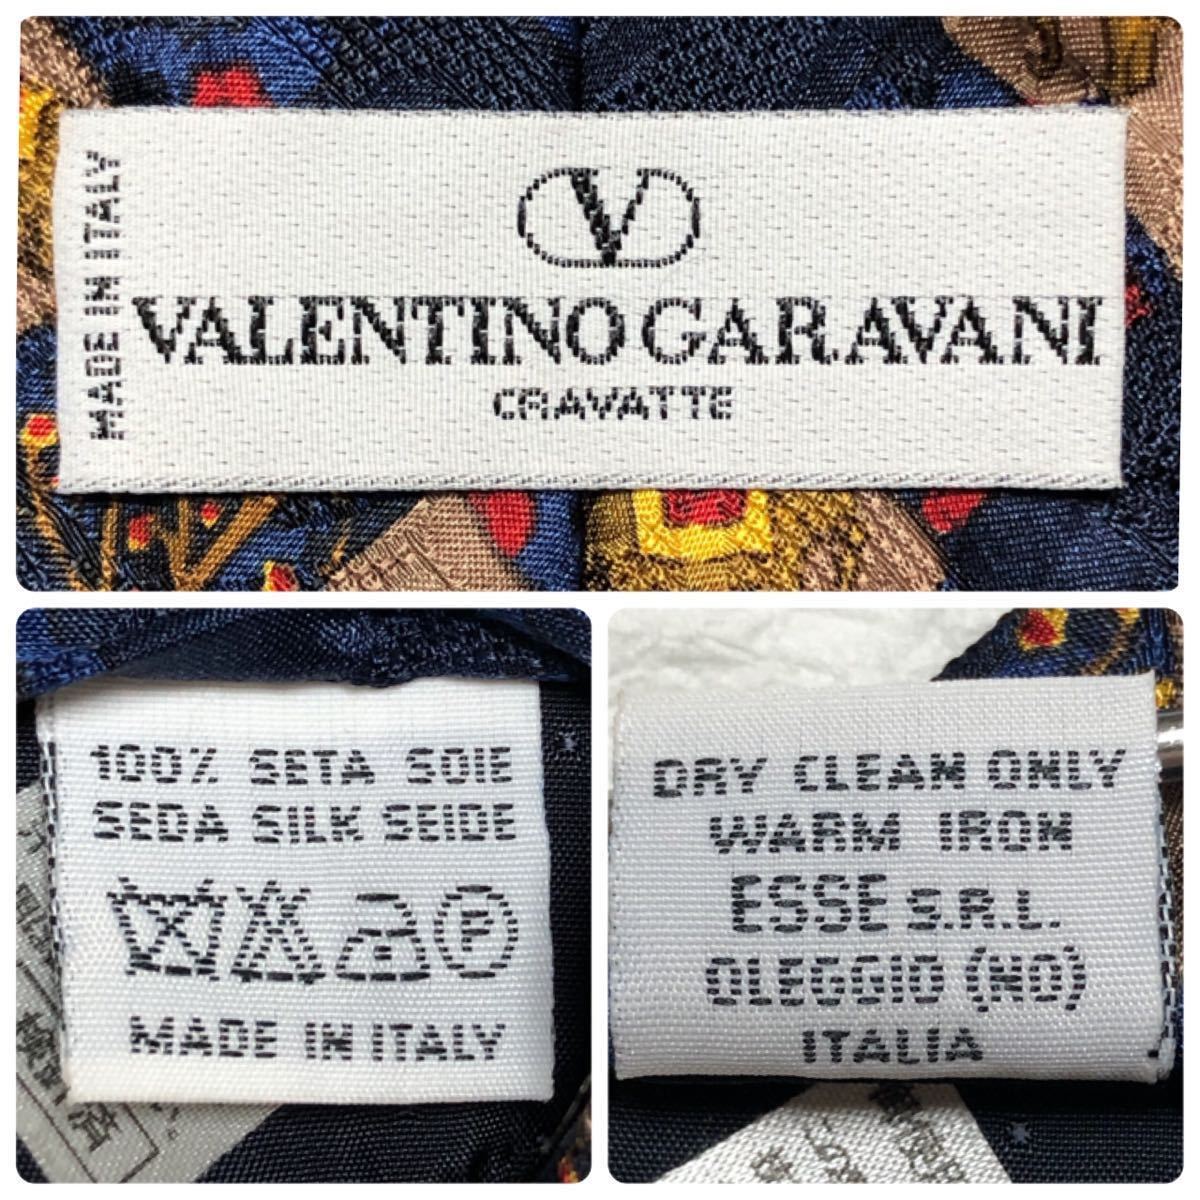 MADE IN ITALY
V
VALENTINO GARAVANI
CRAVATTE
100% SETA SOIE
SEDA SILK SEIDE
F
MADE IN ITALY
DRY CLEAN ONLY
WARM IRON
ESSE S.R.L.
OLEGGIO (NO)
ITALIA